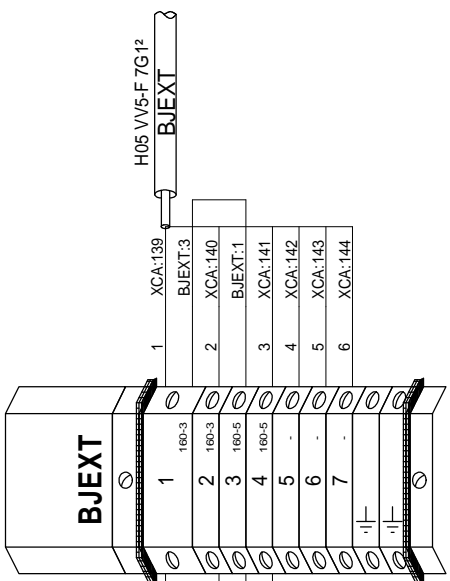 H05 VV5-F 7G1²
BJEXT
1 XCA:139
BJEXT:3
2 XCA:140
BJEXT:1
3 XCA:141
4 XCA:142
5 XCA:143
6 XCA:144
BJEXT
1 160-3
2 160-3
3 160-5
4 160-5
5 -
6 -
7 -